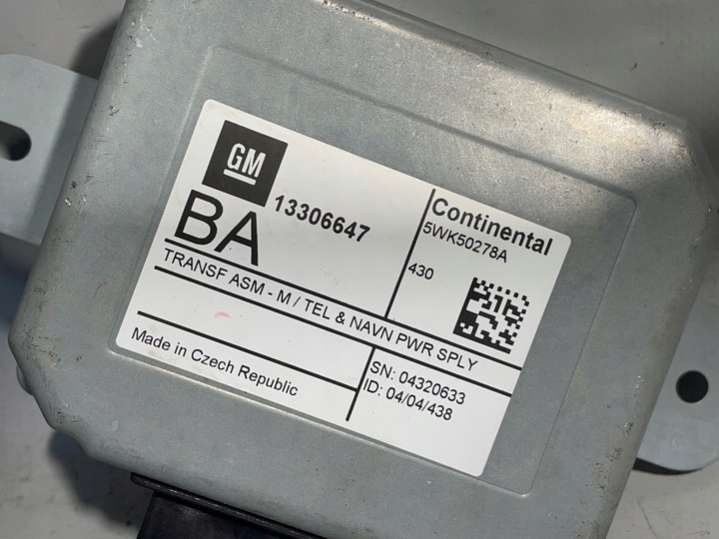 GM
13306647
BA
Continental
5WK50278A
430
TRANSF ASM - M / TEL & NAVN PWR SPLY
Made in Czech Republic
SN: 04320633
ID: 04/04/438